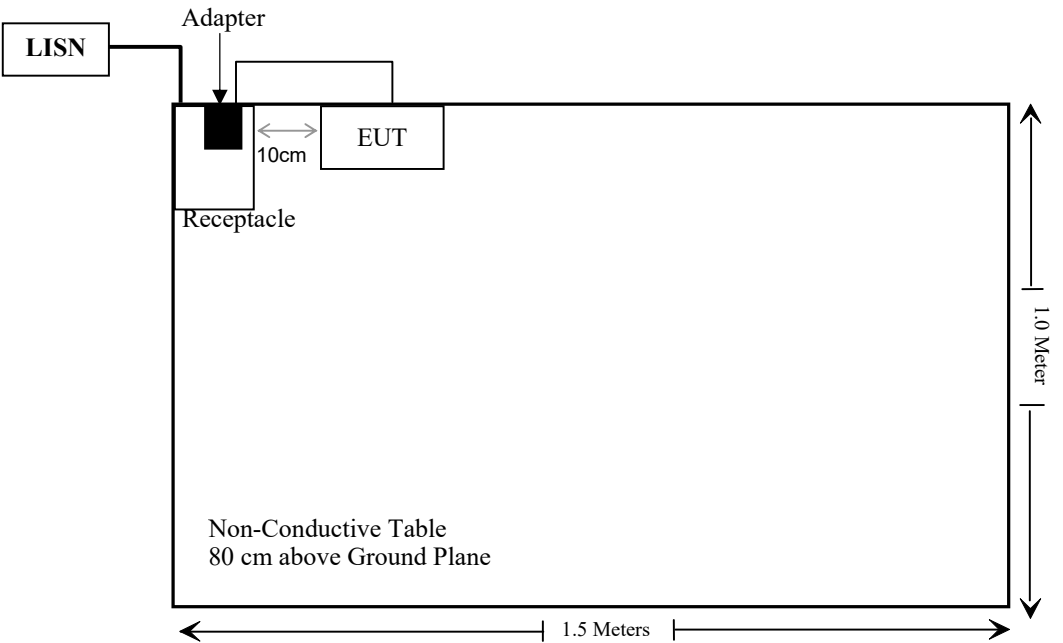 Adapter
LISN
EUT
10cm
Receptacle
1.0 Meter
Non-Conductive Table
80 cm above Ground Plane
1.5 Meters